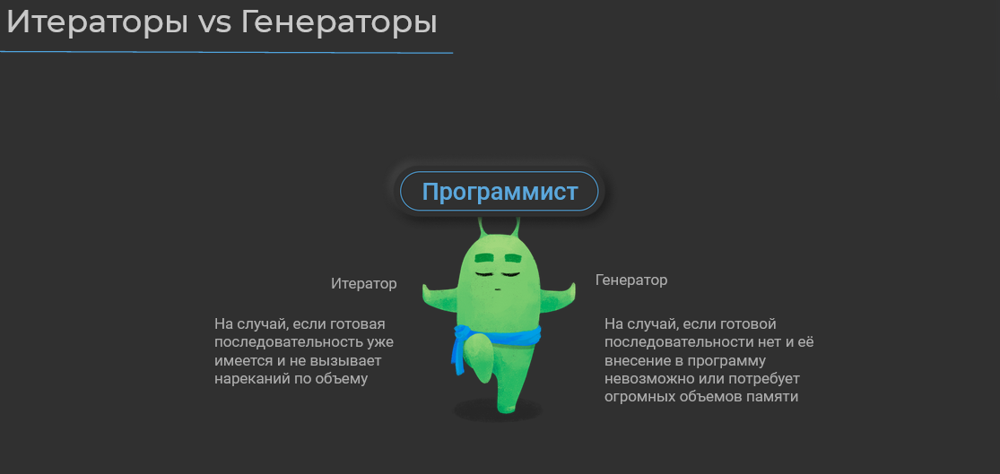 Итераторы vs Генераторы
Программист
Итератор
На случай, если готовая
последовательность уже
имеется и не вызывает
нареканий по объему
Генератор
На случай, если готовой
последовательности нет и её
внесение в программу
невозможно или потребует
огромных объемов памяти